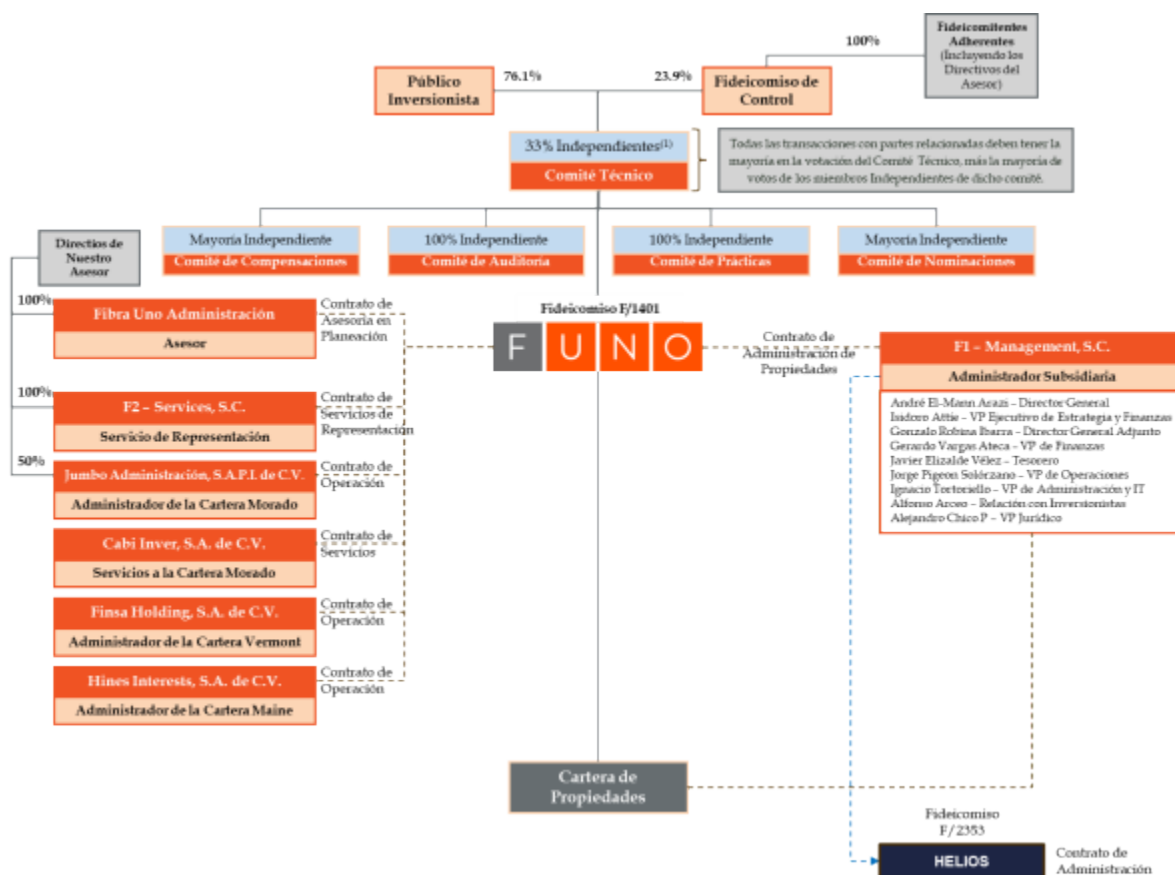 Fideicomitentes
Adherentes
(Incluyendo los
Directivos del
Asesor)
100%
Público
Inversionista
76.1%
23.9%
Fideicomiso de
Control
33% Independientes(1)
Comité Técnico
Todas las transacciones con partes relacionadas deben tener la
mayoría en la votación del Comité Técnico, más la mayoría de
votos de los miembros Independientes de dicho comité.
Mayoría Independiente
Comité de Compensaciones
100% Independiente
Comité de Auditoría
100% Independiente
Comité de Prácticas
Mayoría Independiente
Comité de Nominaciones
Directios de
Nuestro
Asesor
100%
Fibra Uno Administración
Asesor
Contrato de
Asesoría en
Planeación
Fideicomiso F/1401
FUNO
Contrato de
Administración de
Propiedades
F1 – Management, S.C.
Administrador Subsidiaria
André El-Mann Arazi – Director General
Isidoro Attie – VP Ejecutivo de Estrategia y Finanzas
Gonzalo Robina Ibarra – Director General Adjunto
Gerardo Vargas Ateca – VP de Finanzas
Javier Elizalde Vélez – Tesorero
Jorge Pigeon Solórzano – VP de Operaciones
Ignacio Tortoriello – VP de Administración y IT
Alfonso Arceo – Relación con Inversionistas
Alejandro Chico P – VP Jurídico
100%
F2 – Services, S.C.
Servicio de Representación
Contrato de
Servicios de
Representación
50%
Jumbo Administración, S.A.P.I. de C.V.
Administrador de la Cartera Morado
Contrato de
Operación
Cabi Inver, S.A. de C.V.
Servicios a la Cartera Morado
Contrato de
Servicios
Finsa Holding, S.A. de C.V.
Administrador de la Cartera Vermont
Contrato de
Operación
Hines Interests, S.A. de C.V.
Administrador de la Cartera Maine
Contrato de
Operación
Cartera de
Propiedades
Fideicomiso
F/2353
HELIOS
Contrato de
Administración